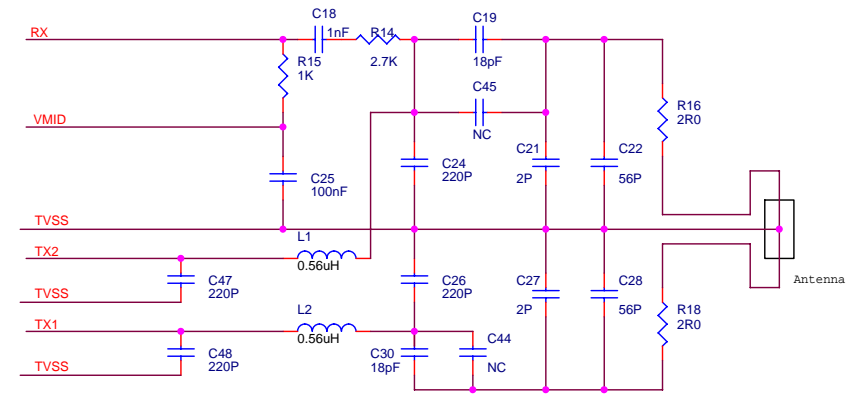 RX
C18
1nF
R14
2.7K
C19
18pF
R15
1K
C45
NC
R16
2R0
VMID
C25
100nF
C24
220P
C21
2P
C22
56P
TVSS
TX2
L1
0.56uH
C47
220P
TVSS
C26
220P
C27
2P
C28
56P
Antenna
TX1
L2
0.56uH
R18
2R0
C48
220P
C30
18pF
C44
NC
TVSS